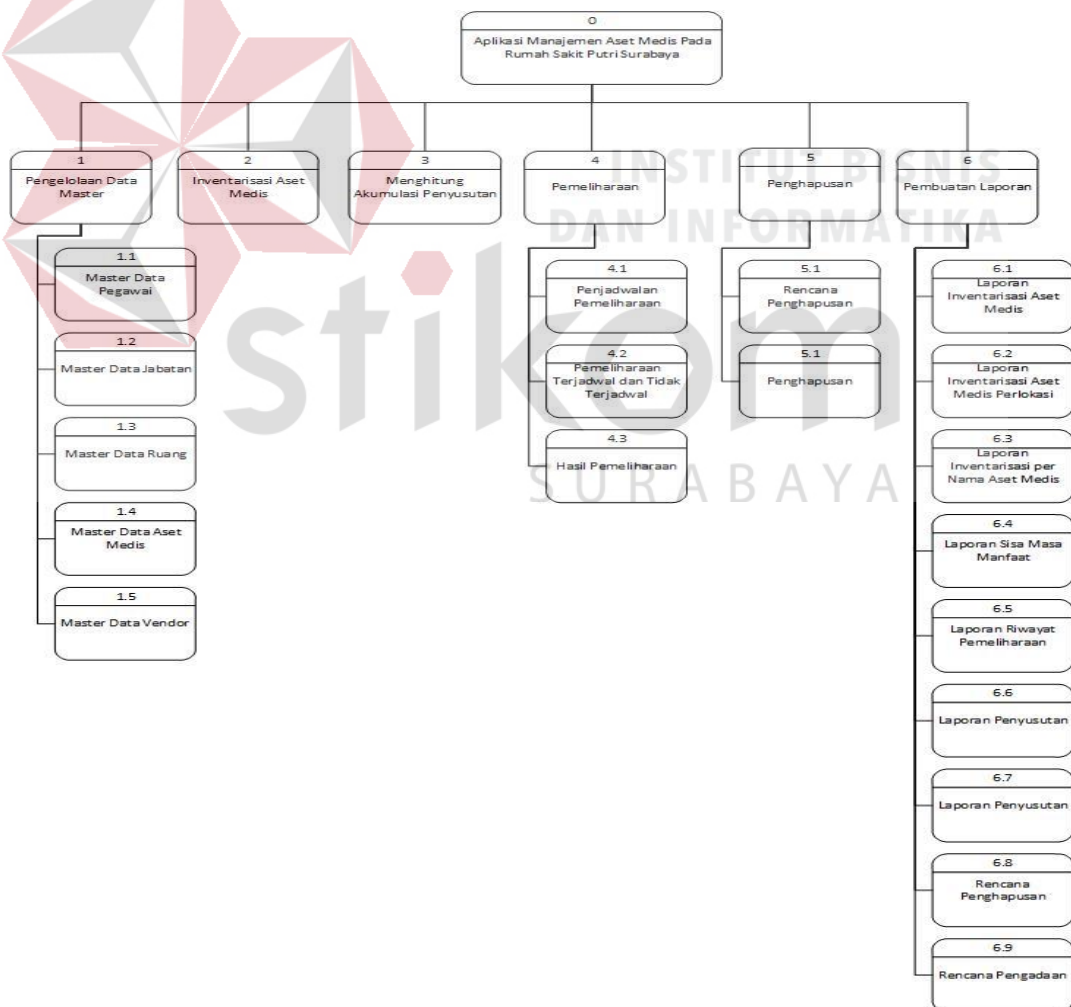 0
Aplikasi Manajemen Aset Medis Pada
Rumah Sakit Putri Surabaya
1
Pengelolaan Data
Master
2
Inventarisasi Aset
Medis
3
Menghitung
Akumulasi Penyusutan
4
Pemeliharaan
5
Penghapusan
6
Pembuatan Laporan
1.1
Master Data
Pegawai
1.2
Master Data Jabatan
1.3
Master Data Ruang
1.4
Master Data Aset
Medis
1.5
Master Data Vendor
4.1
Penjadwalan
Pemeliharaan
4.2
Pemeliharaan
Terjadwal dan Tidak
Terjadwal
4.3
Hasil Pemeliharaan
5.1
Rencana
Penghapusan
5.1
Penghapusan
6.1
Laporan
Inventarisasi Aset
Medis
6.2
Laporan
Inventarisasi Aset
Medis Perlokasi
6.3
Laporan
Inventarisasi per
Nama Aset Medis
6.4
Laporan Sisa Masa
Manfaat
6.5
Laporan Riwayat
Pemeliharaan
6.6
Laporan Penyusutan
6.7
Laporan Penyusutan
6.8
Rencana
Penghapusan
6.9
Rencana Pengadaan
INSTITUT BISNIS
DAN INFORMATIKA
stikom
SURABAYA